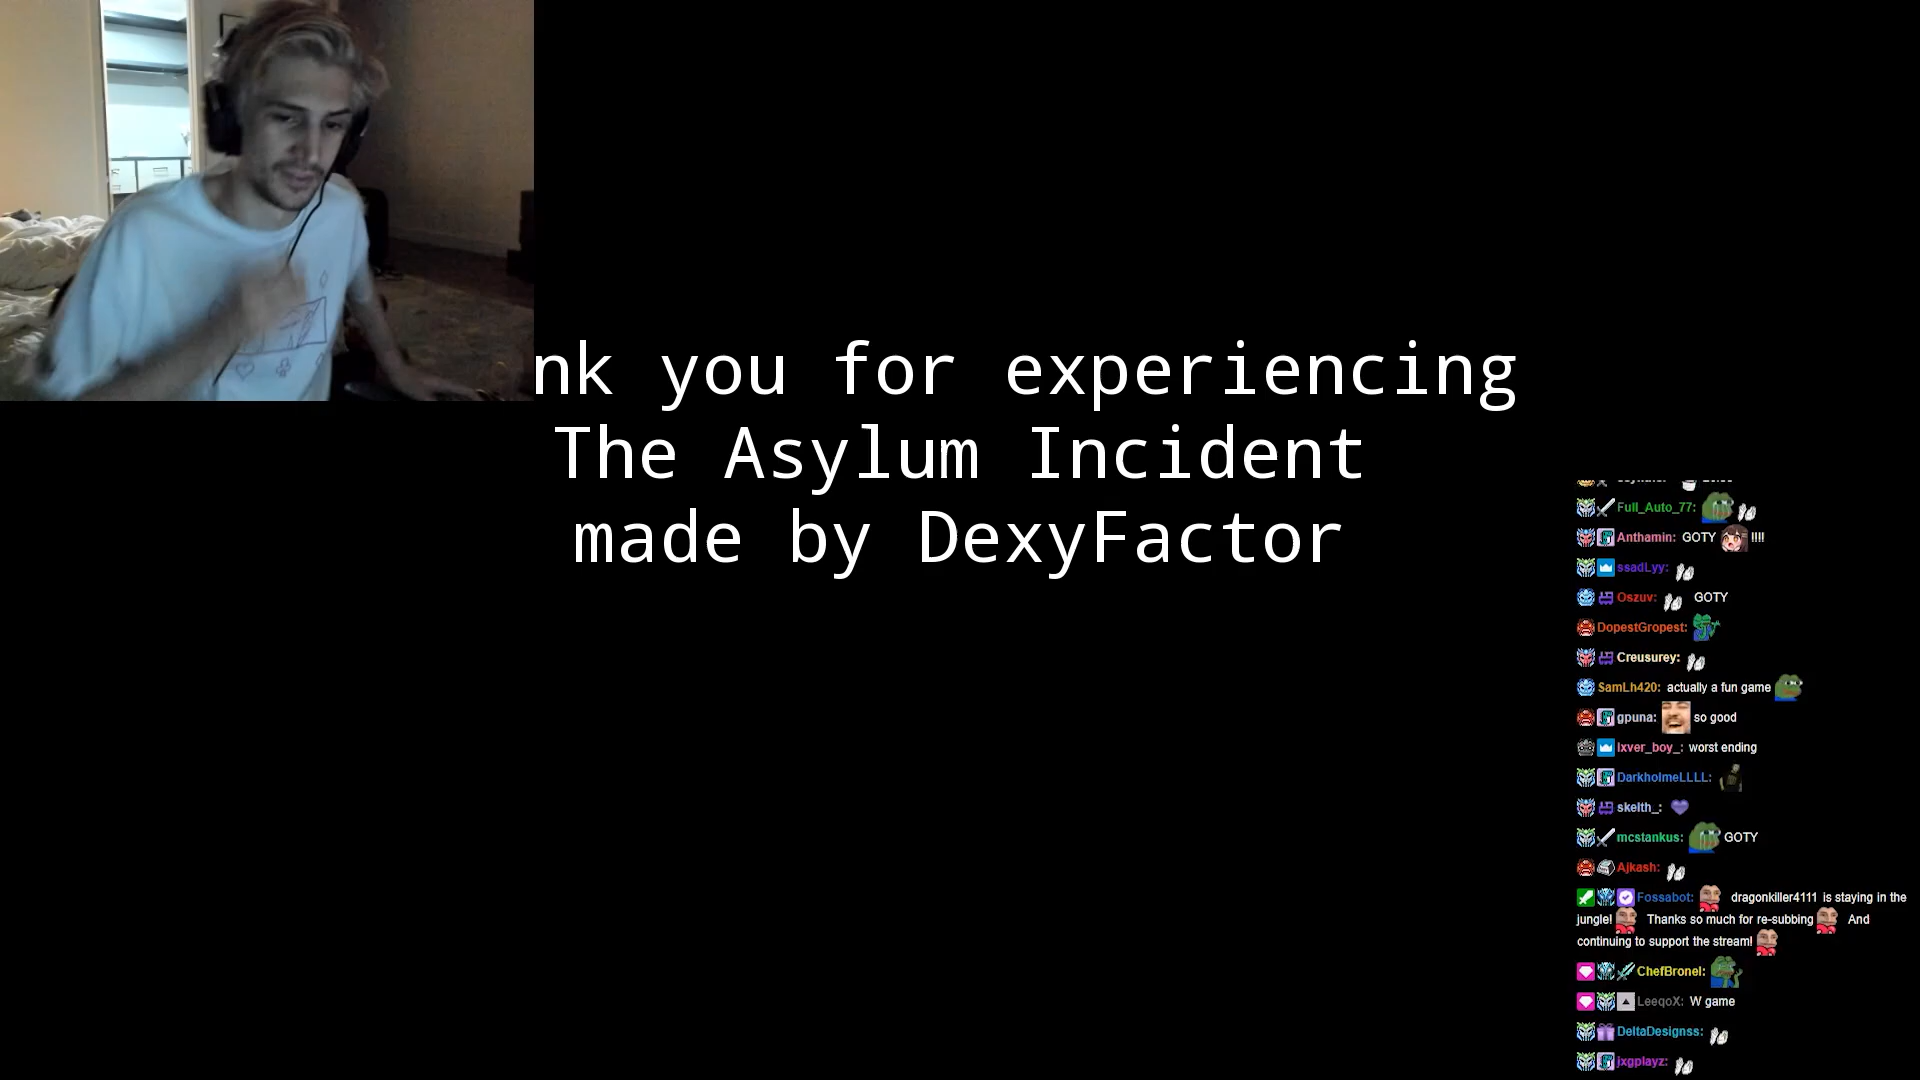 nk you for experiencing
The Asylum Incident
made by DexyFactor
Full_Auto_77:
Anthamin: GOTY !!!!
ssadLyy:
Oszuv: GOTY
DopestGropest:
Creusurey:
SamLh420: actually a fun game
gpuna: so good
lxver_boy_: worst ending
DarkholmeLLLL:
skelth_:
mcstankus: GOTY
Ajkash:
Fossabot: dragonkiller4111 is staying in the
jungle! Thanks so much for re-subbing And
continuing to support the stream!
ChefBronel:
LeeqoX: W game
DeltaDesignss:
jxgplayz: